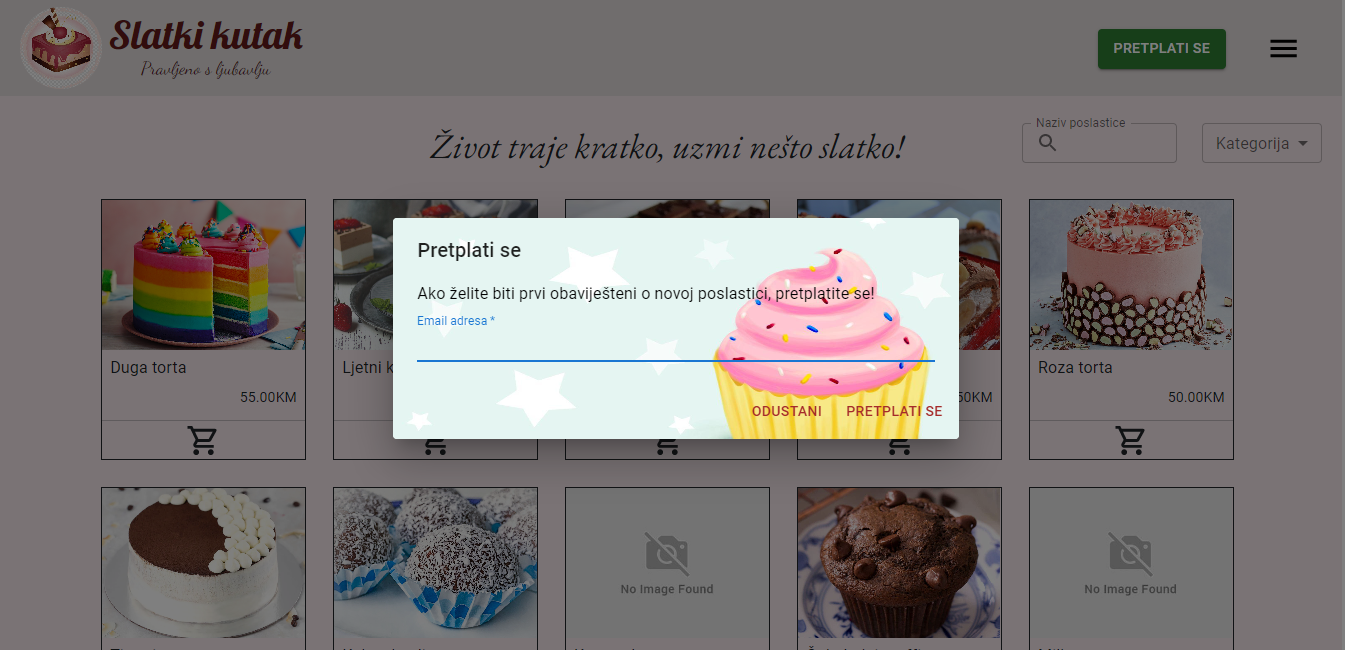 Slatki kutak
Pravljeno s ljubavlju
PRETPLATI SE
Život traje kratko, uzmi nešto slatko!
Naziv poslastice
Kategorija
Pretplati se
Ako želite biti prvi obaviješteni o novoj poslastici, pretplatite se!
Email adresa *
ODUSTANI PRETPLATI SE
Duga torta
55.00KM
Ljetni k
50KM
Roza torta
50.00KM
No Image Found
No Image Found